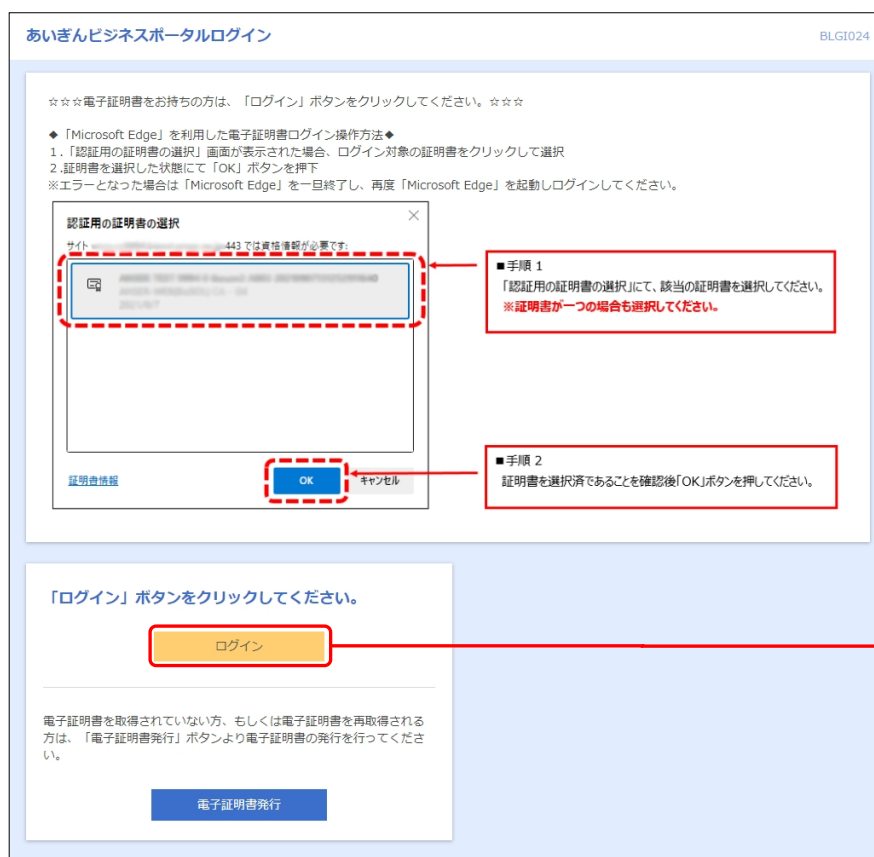 あいぎんビジネスポータルログイン
BLGI024
☆☆☆電子証明書をお持ちの方は、「ログイン」ボタンをクリックしてください。☆☆☆
◆「Microsoft Edge」を利用した電子証明書ログイン操作方法◆
1.「認証用の証明書の選択」画面が表示された場合、ログイン対象の証明書をクリックして選択
2.証明書を選択した状態にて「OK」ボタンを押下
※エラーとなった場合は「Microsoft Edge」を一旦終了し、再度「Microsoft Edge」を起動しログインしてください。
認証用の証明書の選択
サイト 443 では資格情報が必要です:
■手順 1
「認証用の証明書の選択」にて、該当の証明書を選択してください。
※証明書が一つの場合も選択してください。
証明書情報
OK
キャンセル
■手順 2
証明書を選択済であることを確認後「OK」ボタンを押してください。
「ログイン」ボタンをクリックしてください。
ログイン
電子証明書を取得されていない方、もしくは電子証明書を再取得される
方は、「電子証明書発行」ボタンより電子証明書の発行を行ってくださ
い。
電子証明書発行